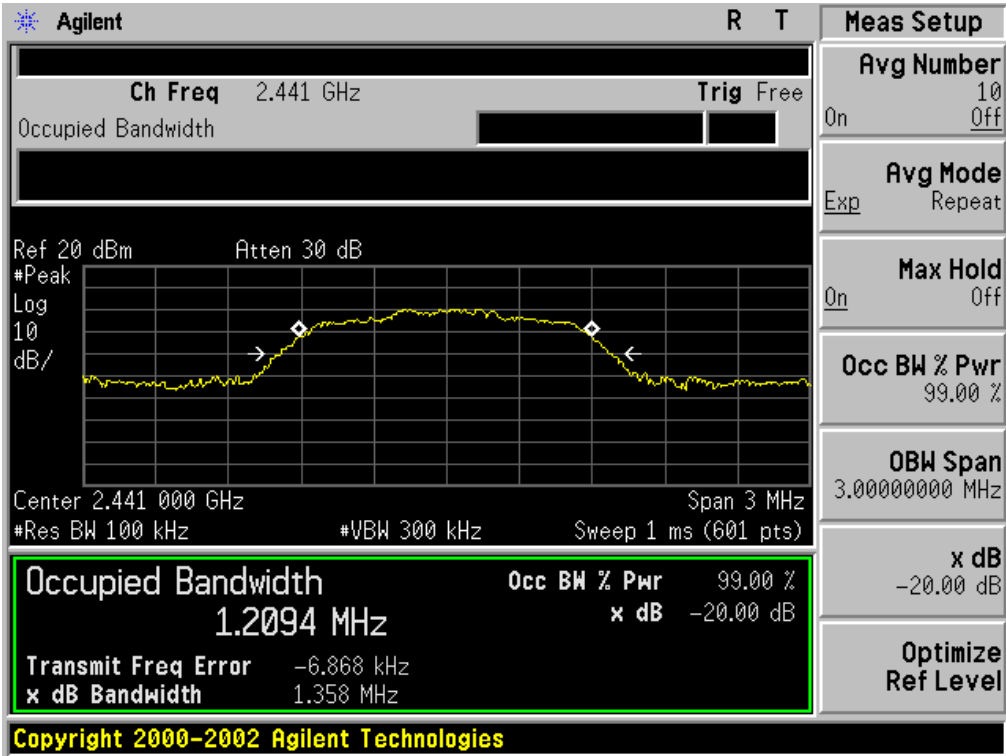 Agilent R T
Ch Freq 2.441 GHz Trig Free
Occupied Bandwidth
Ref 20 dBm Atten 30 dB
#Peak
Log
10
dB/
Center 2.441 000 GHz Span 3 MHz
#Res BW 100 kHz #VBW 300 kHz Sweep 1 ms (601 pts)
Occupied Bandwidth Occ BW % Pwr 99.00 %
1.2094 MHz x dB -20.00 dB
Transmit Freq Error -6.868 kHz
x dB Bandwidth 1.358 MHz
Copyright 2000-2002 Agilent Technologies
Meas Setup
Avg Number
10
On Off
Avg Mode
Exp Repeat
Max Hold
On Off
Occ BW % Pwr
99.00 %
OBW Span
3.00000000 MHz
x dB
-20.00 dB
Optimize
Ref Level